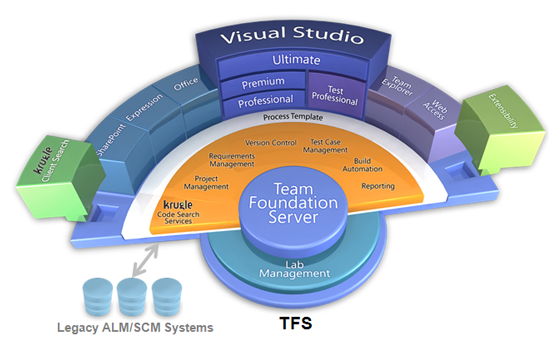 Visual Studio
Ultimate
Premium
Professional
Test
Professional
Office
Expression
SharePoint
Team
Explorer
Web
Access
Extensibility
krugle
Client Search
Process Template
Version Control
Test Case
Management
Requirements
Management
Build
Automation
Project
Management
Reporting
krugle
Code Search
Services
Team
Foundation
Server
Lab
Management
Legacy ALM/SCM Systems
TFS